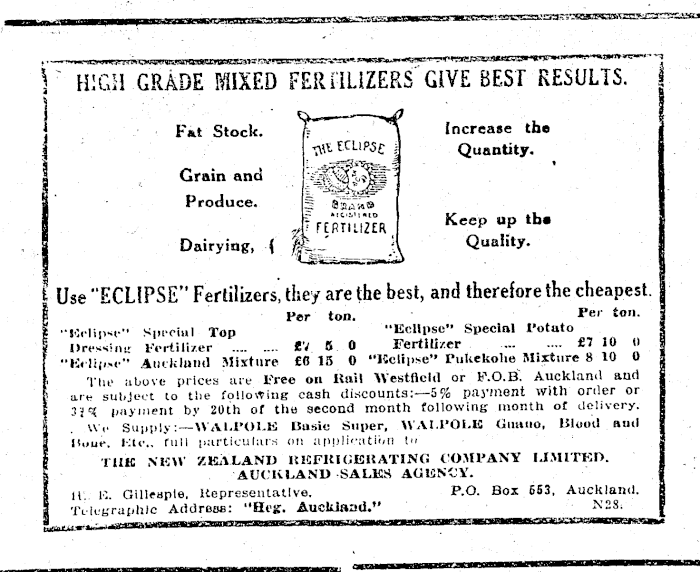 HIGH GRADE MIXED FERTILIZERS GIVE BEST RESULTS.
Fat Stock.
Grain and
Produce.
Dairying,
THE ECLIPSE
BRAND
REGISTERED
FERTILIZER
Increase the
Quantity.
Keep up the
Quality.
Use "ECLIPSE" Fertilizers, they are the best, and therefore the cheapest.
Per ton.
"Eclipse" Special Top
Dressing Fertilizer .... .... £7 5 0
"Eclipse" Auckland Mixture £6 15 0
Per ton.
"Eclipse" Special Potato
Fertilizer .... .... £7 10 0
"Eclipse" Pukekohe Mixture 8 10 0
The above prices are Free on Rail Westfield or F.O.B. Auckland and
are subject to the following cash discounts:—5% payment with order or
payment by 20th of the second month following month of delivery.
We Supply:—WALPOLE Basic Super, WALPOLE Guano, Blood and
Bone, Etc., full particulars on application to
THE NEW ZEALAND REFRIGERATING COMPANY LIMITED.
AUCKLAND SALES AGENCY.
H. E. Gillespie, Representative.
P.O. Box 553, Auckland.
Telegraphic Address: "Heg. Auckland."
N28.